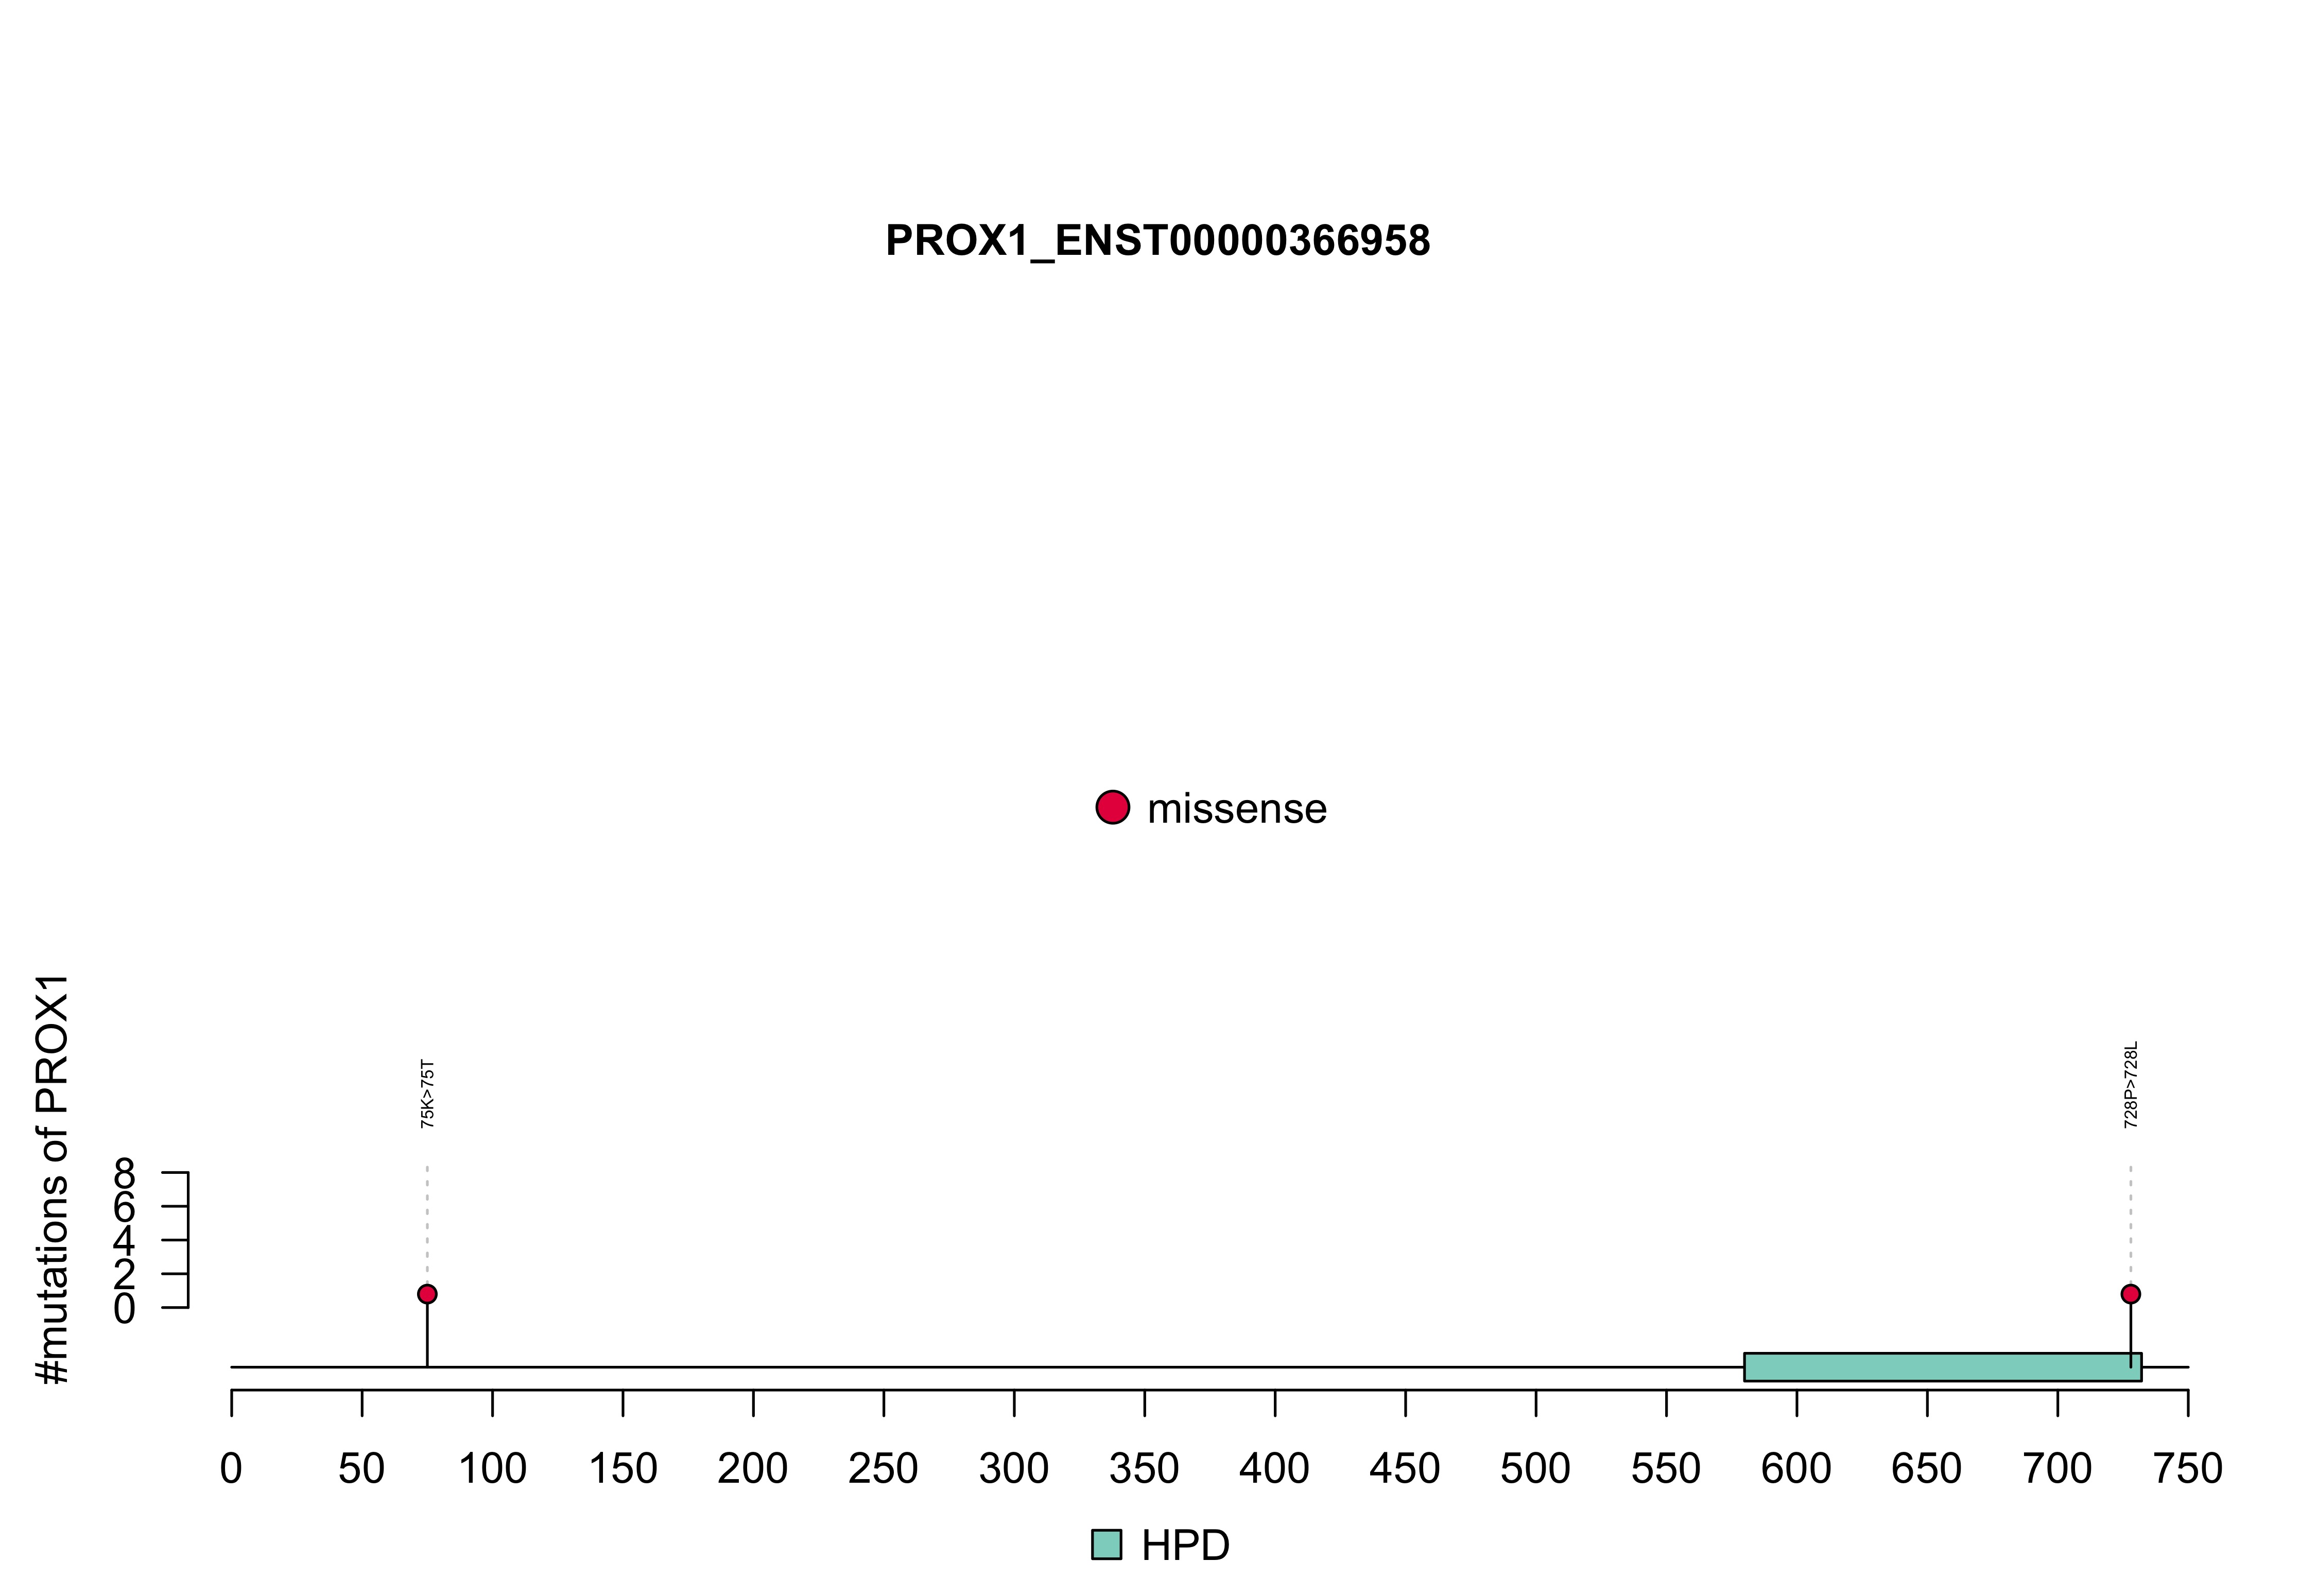 PROX1_ENST00000366958
missense
#mutations of PROX1
75K>75T
728P>728L
8
6
4
2
0
0 50 100 150 200 250 300 350 400 450 500 550 600 650 700 750
HPD